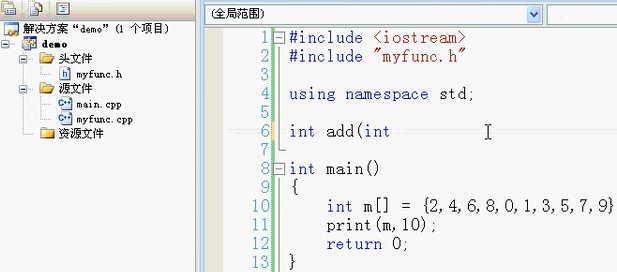 解决方案“demo”(1 个项目)
demo
头文件
myfunc.h
源文件
main.cpp
myfunc.cpp
资源文件
(全局范围)
1 #include <iostream>
2 #include "myfunc.h"
3
4 using namespace std;
5
6 int add(int
7
8 int main()
9 {
10 int m[] = {2,4,6,8,0,1,3,5,7,9}
11 print(m,10);
12 return 0;
13 }